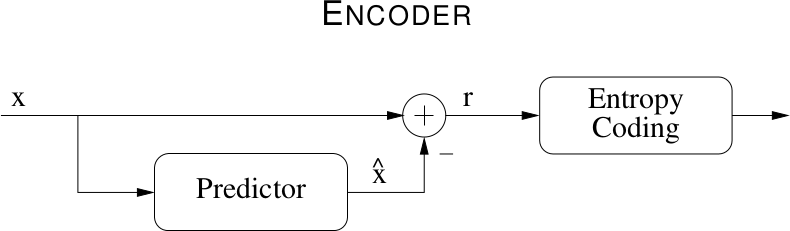 ENCODER
x
r
Entropy
Coding
+
−
Predictor
x̂